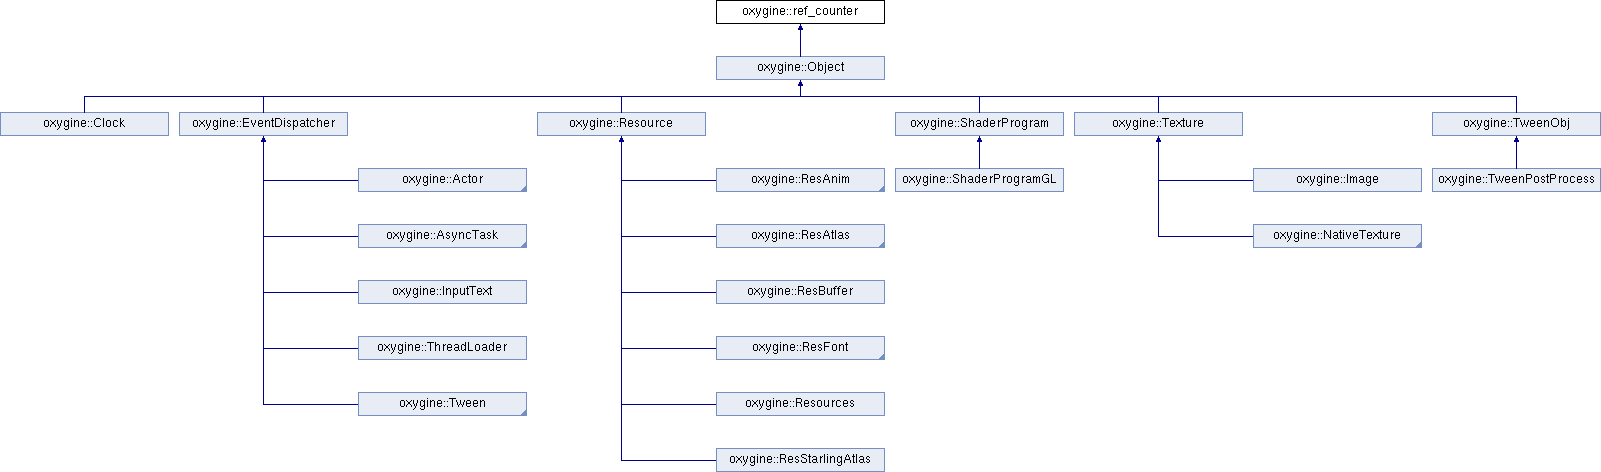 oxygine::ref_counter
oxygine::Object
oxygine::Clock
oxygine::EventDispatcher
oxygine::Resource
oxygine::ShaderProgram
oxygine::Texture
oxygine::TweenObj
oxygine::Actor
oxygine::ResAnim
oxygine::ShaderProgramGL
oxygine::Image
oxygine::TweenPostProcess
oxygine::AsyncTask
oxygine::ResAtlas
oxygine::NativeTexture
oxygine::InputText
oxygine::ResBuffer
oxygine::ThreadLoader
oxygine::ResFont
oxygine::Tween
oxygine::Resources
oxygine::ResStarlingAtlas